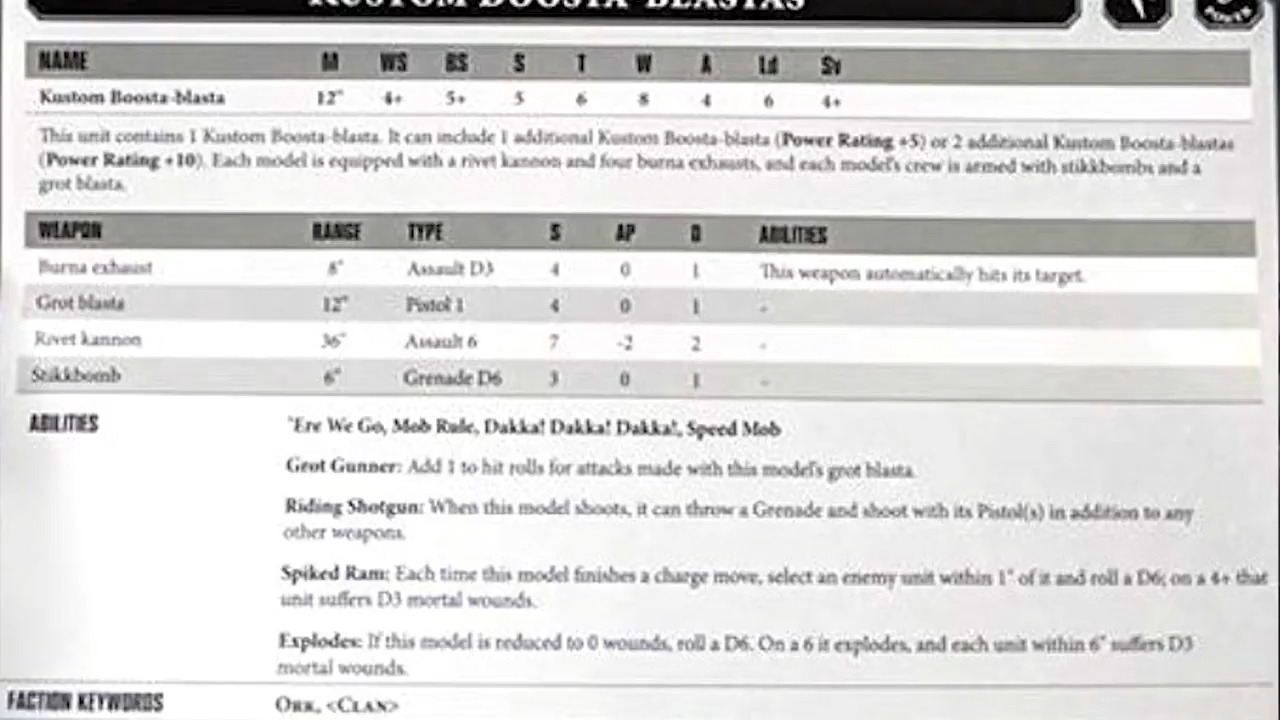 KUSTOM BOOSTA-BLASTAS
POWER
NAME M WS BS S T W A Ld Sv
Kustom Boosta-blasta 12" 4+ 5+ 5 6 8 4 6 4+
This unit contains 1 Kustom Boosta-blasta. It can include 1 additional Kustom Boosta-blasta (Power Rating +5) or 2 additional Kustom Boosta-blastas
(Power Rating +10). Each model is equipped with a rivet kannon and four burna exhausts, and each model's crew is armed with stikkbombs and a
grot blasta.
WEAPON RANGE TYPE S AP D ABILITIES
Burna exhaust 8" Assault D3 4 0 1 This weapon automatically hits its target.
Grot blasta 12" Pistol 1 4 0 1 -
Rivet kannon 36" Assault 6 7 -2 2 -
Stikkbomb 6" Grenade D6 3 0 1 -
ABILITIES 'Ere We Go, Mob Rule, Dakka! Dakka! Dakka!, Speed Mob
Grot Gunner: Add 1 to hit rolls for attacks made with this model's grot blasta.
Riding Shotgun: When this model shoots, it can throw a Grenade and shoot with its Pistol(s) in addition to any
other weapons.
Spiked Ram: Each time this model finishes a charge move, select an enemy unit within 1" of it and roll a D6; on a 4+ that
unit suffers D3 mortal wounds.
Explodes: If this model is reduced to 0 wounds, roll a D6. On a 6 it explodes, and each unit within 6" suffers D3
mortal wounds.
FACTION KEYWORDS ORK, <CLAN>